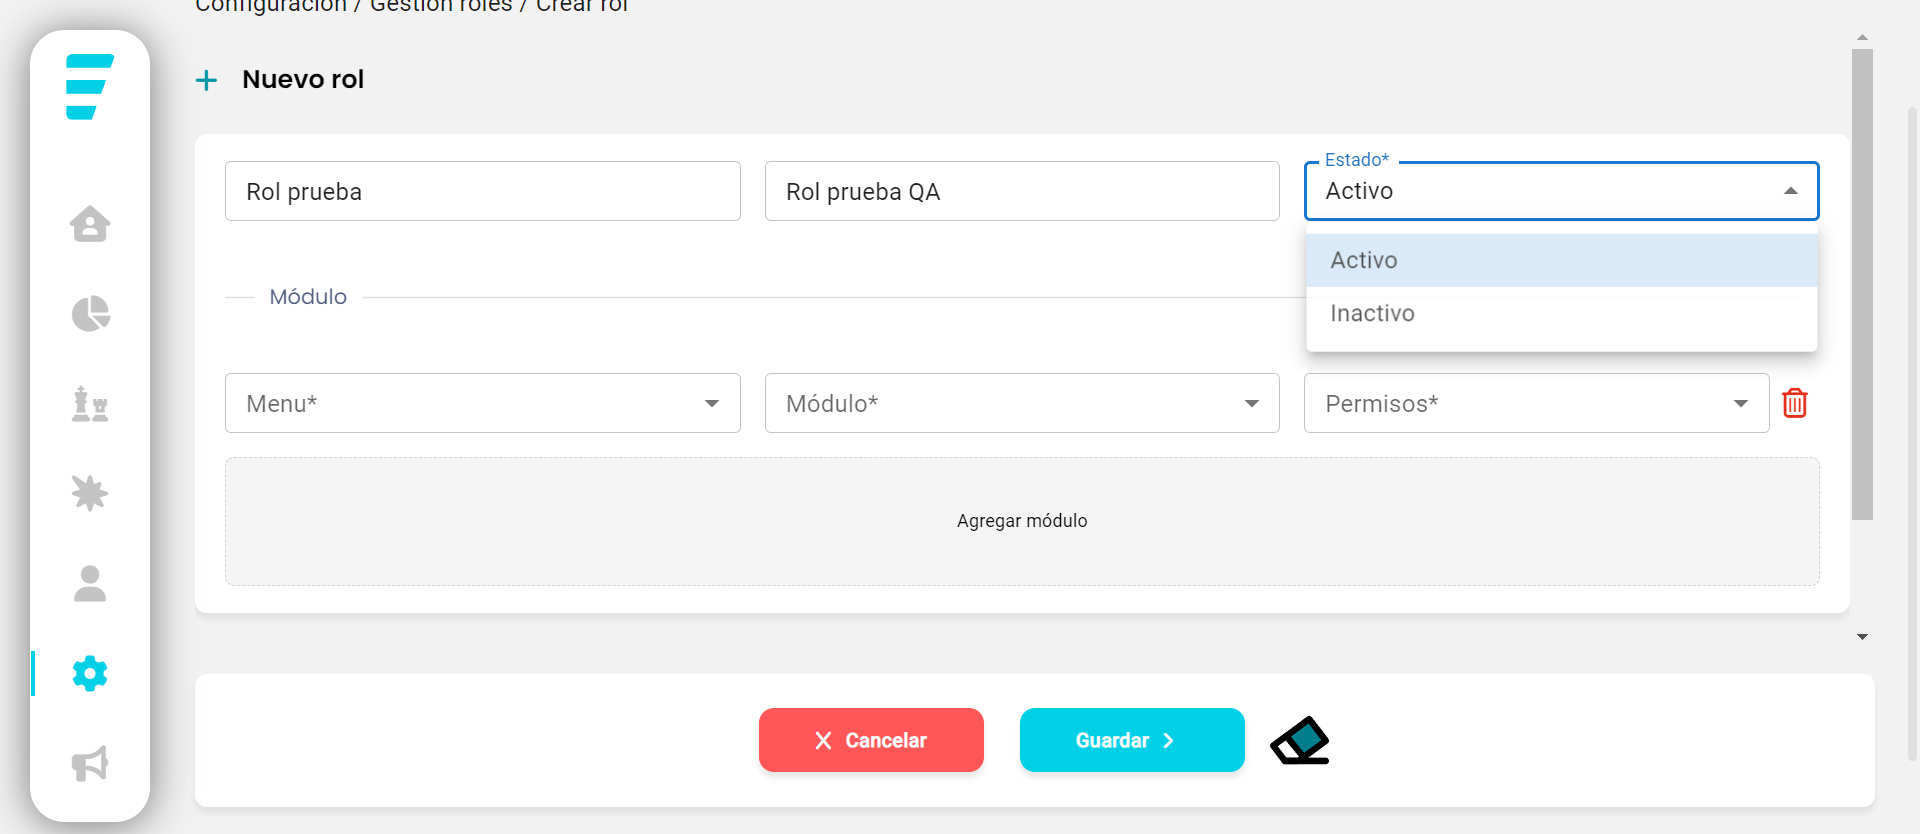 Configuración / Gestión roles / Crear rol
Nuevo rol
Rol prueba
Rol prueba QA
Estado*
Activo
Activo
Inactivo
Módulo
Menu*
Módulo*
Permisos*
Agregar módulo
Cancelar
Guardar